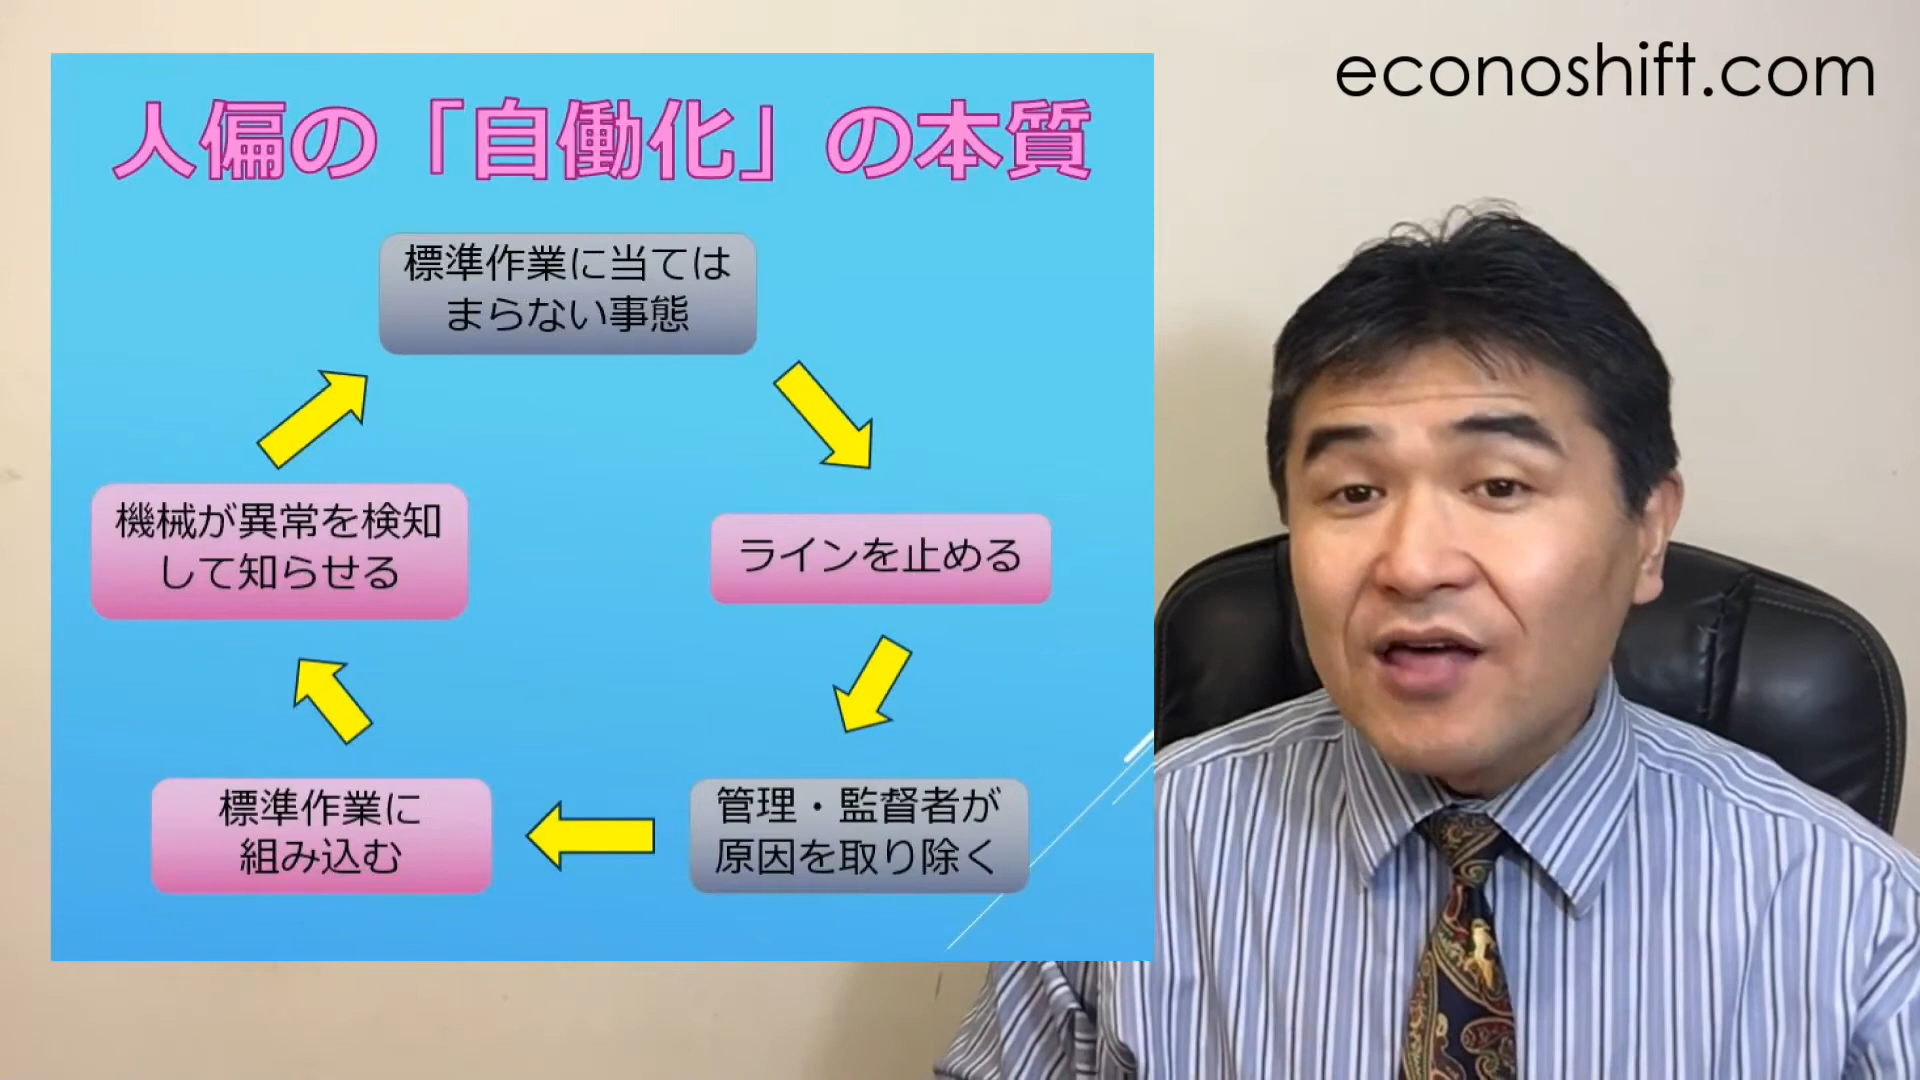 econoshift.com
人偏の「自働化」の本質
標準作業に当ては
まらない事態
ラインを止める
管理・監督者が
原因を取り除く
標準作業に
組み込む
機械が異常を検知
して知らせる